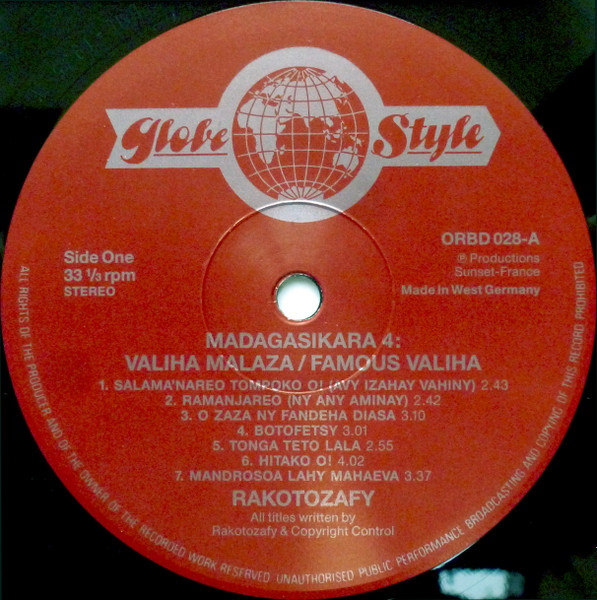 Globe Style
Side One
33 ⅓ rpm
STEREO
ORBD 028-A
℗ Productions
Sunset-France
Made in West Germany
MADAGASIKARA 4:
VALIHA MALAZA / FAMOUS VALIHA
1. SALAMA'NAREO TOMPOKO O! (AVY IZAHAY VAHINY) 2.43
2. RAMANJAREO (NY ANY AMINAY) 2.42
3. O ZAZA NY FANDEHA DIASA 3.10
4. BOTOFETSY 3.01
5. TONGA TETO LALA 2.55
6. HITAKO O! 4.02
7. MANDROSOA LAHY MAHAEVA 3.37
RAKOTOZAFY
All titles written by
Rakotozafy & Copyright Control
ALL RIGHTS OF THE PRODUCER AND OF THE OWNER OF THE RECORDED WORK RESERVED UNAUTHORISED PUBLIC PERFORMANCE BROADCASTING AND COPYING OF THIS RECORD PROHIBITED